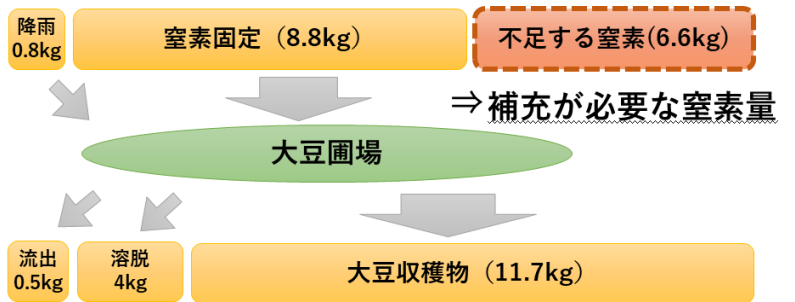 降雨
0.8kg
窒素固定（8.8kg）
不足する窒素(6.6kg)
⇒補充が必要な窒素量
大豆圃場
流出
0.5kg
溶脱
4kg
大豆収穫物（11.7kg）